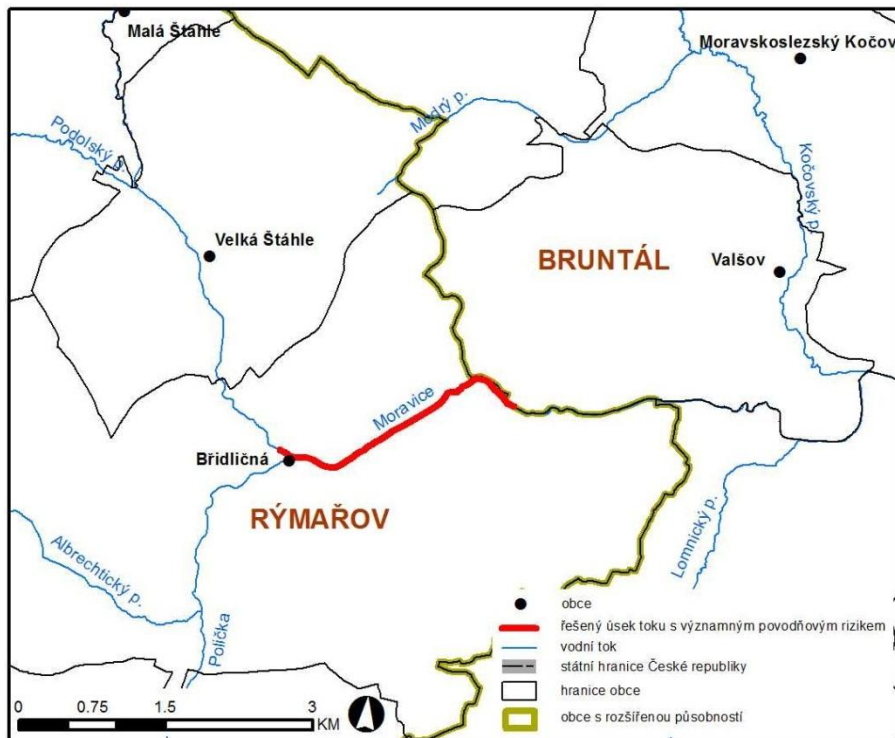 Malá Štáhle
Moravskoslezský Kočov
Modrý p.
Podolský p.
Kočovský p.
Velká Štáhle
BRUNTÁL
Valšov
Moravice
Břidličná
RÝMAŘOV
Albrechtický p.
Polička
Lomnický p.
obce
řešený úsek toku s významným povodňovým rizikem
vodní tok
státní hranice České republiky
hranice obce
obce s rozšířenou působností
0 0.75 1.5 3
KM